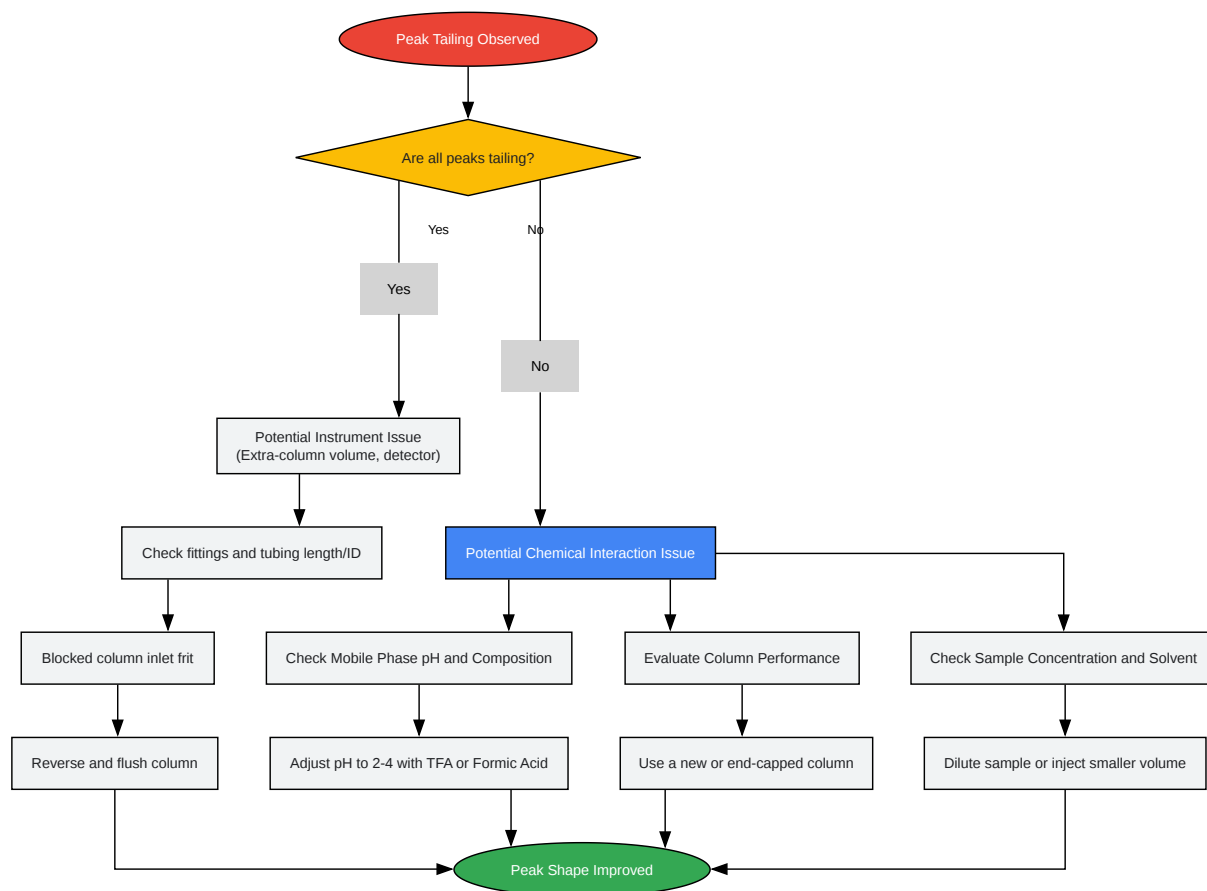 Peak Tailing Observed
Are all peaks tailing?
Yes
No
Yes
No
Potential Instrument Issue
(Extra-column volume, detector)
Check fittings and tubing length/ID
Potential Chemical Interaction Issue
Blocked column inlet frit
Check Mobile Phase pH and Composition
Evaluate Column Performance
Check Sample Concentration and Solvent
Reverse and flush column
Adjust pH to 2-4 with TFA or Formic Acid
Use a new or end-capped column
Dilute sample or inject smaller volume
Peak Shape Improved